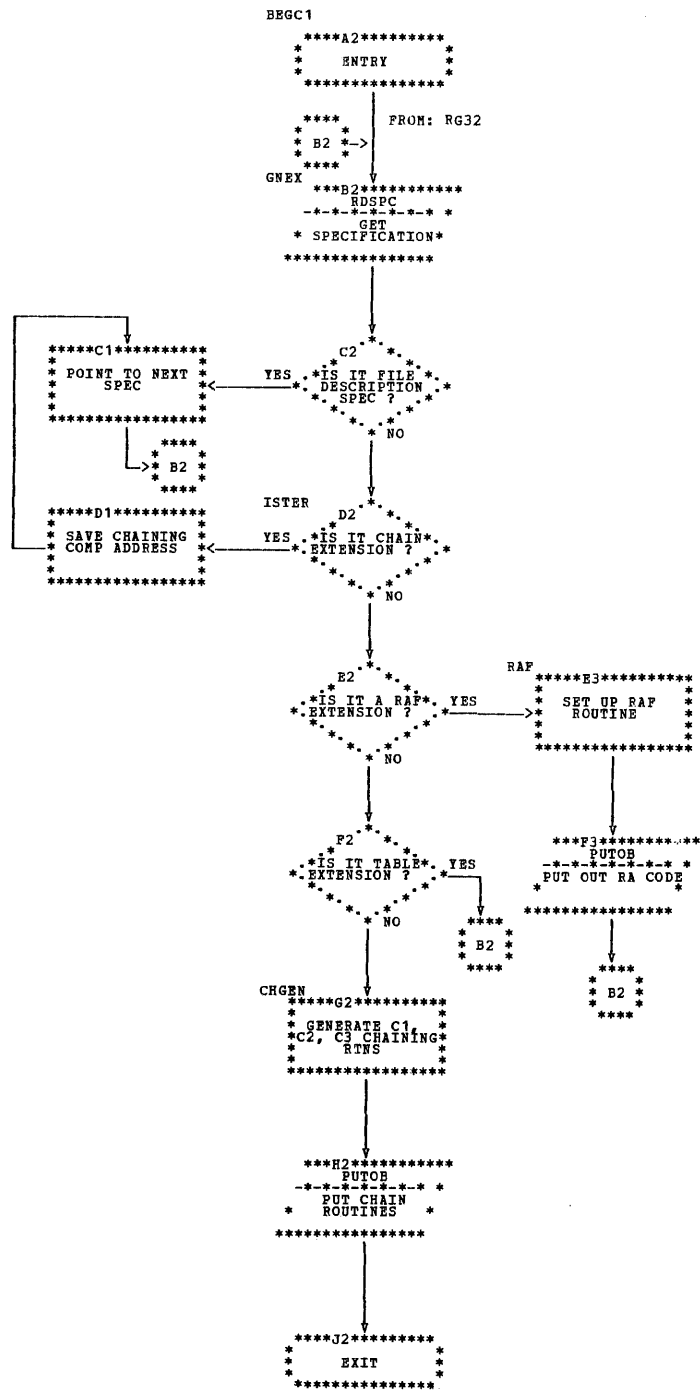 BEGC1
A2
ENTRY
FROM: RG32
B2
GNEX
B2
RDSPC
GET
SPECIFICATION
C1
POINT TO NEXT
SPEC
YES
C2
IS IT FILE
DESCRIPTION
SPEC ?
NO
B2
ISTER
D1
SAVE CHAINING
COMP ADDRESS
YES
D2
IS IT CHAIN
EXTENSION ?
NO
E2
IS IT A RAF
EXTENSION ?
YES
NO
RAF
E3
SET UP RAF
ROUTINE
F2
IS IT TABLE
EXTENSION ?
YES
NO
B2
F3
PUTOB
PUT OUT RA CODE
B2
CHGEN
G2
GENERATE C1,
C2, C3 CHAINING
RTNS
H2
PUTOB
PUT CHAIN
ROUTINES
J2
EXIT